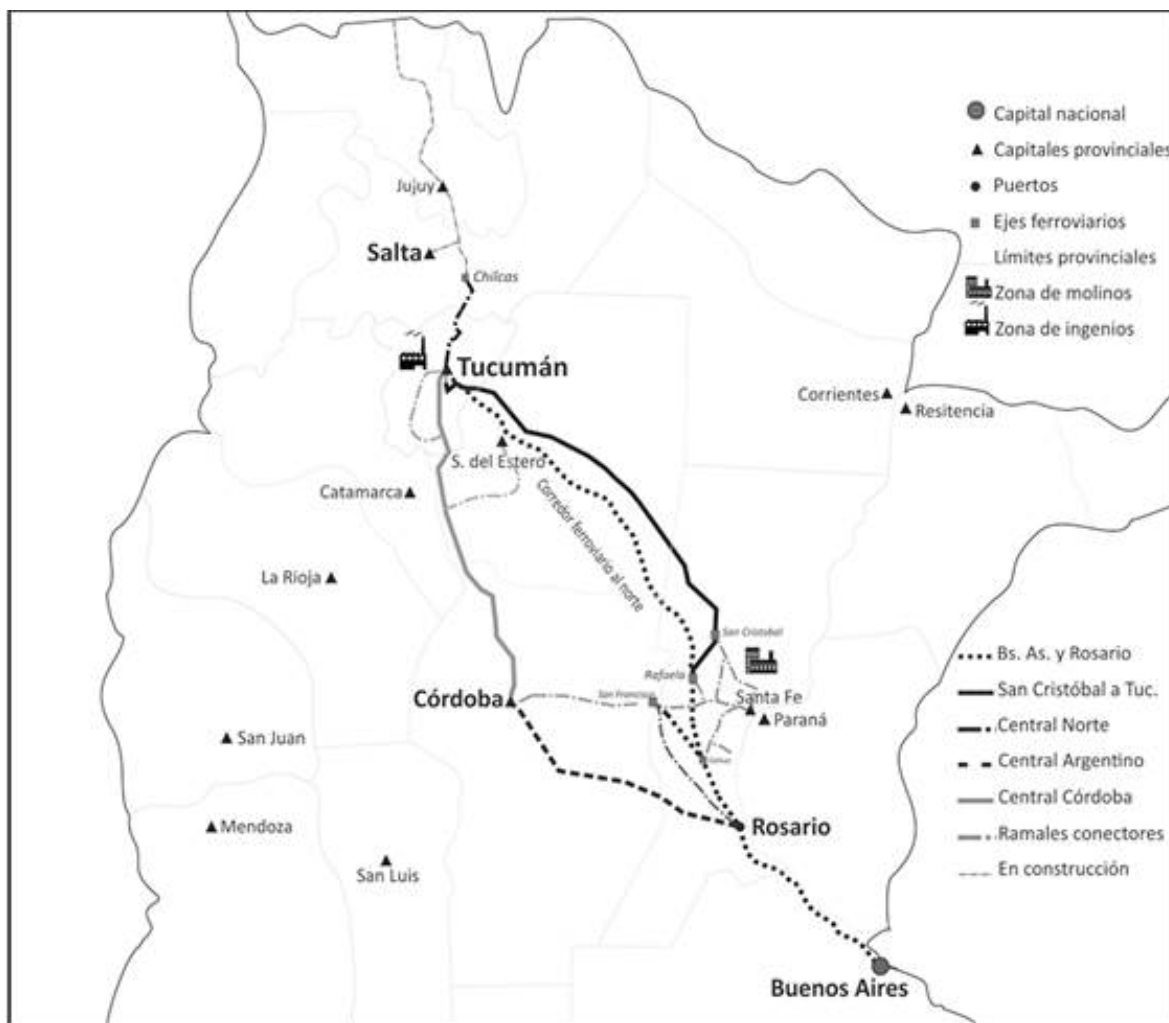 Capital nacional
Capitales provinciales
Puertos
Jujuy
Ejes ferroviarios
Salta
Límites provinciales
Chilcas
Zona de molinos
Zona de ingenios
Tucumán
Corrientes
Resitencia
S. del Estero
Catamarca
Corredor ferroviario al norte
La Rioja
San Cristobal
Bs. As. y Rosario
Rafaela
San Cristóbal a Tuc.
Santa Fe
Córdoba
San Francisco
Paraná
Central Norte
San Juan
Central Argentino
Central Córdoba
Mendoza
Rosario
Ramales conectores
San Luis
En construcción
Buenos Aires